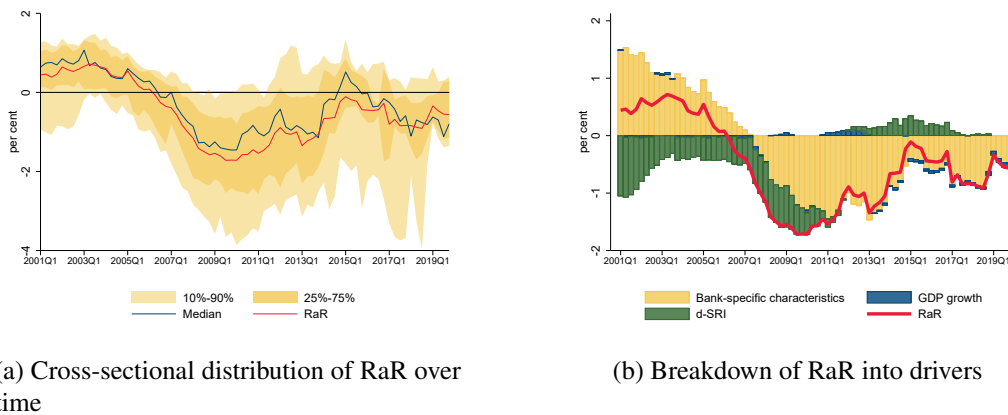 2
0
-2
-4
per cent
2001Q1 2003Q1 2005Q1 2007Q1 2009Q1 2011Q1 2013Q1 2015Q1 2017Q1 2019Q1
10%-90% 25%-75%
Median RaR
(a) Cross-sectional distribution of RaR over
time
2
1
0
-1
-2
per cent
2001Q1 2003Q1 2005Q1 2007Q1 2009Q1 2011Q1 2013Q1 2015Q1 2017Q1 2019Q1
Bank-specific characteristics GDP growth
d-SRI RaR
(b) Breakdown of RaR into drivers